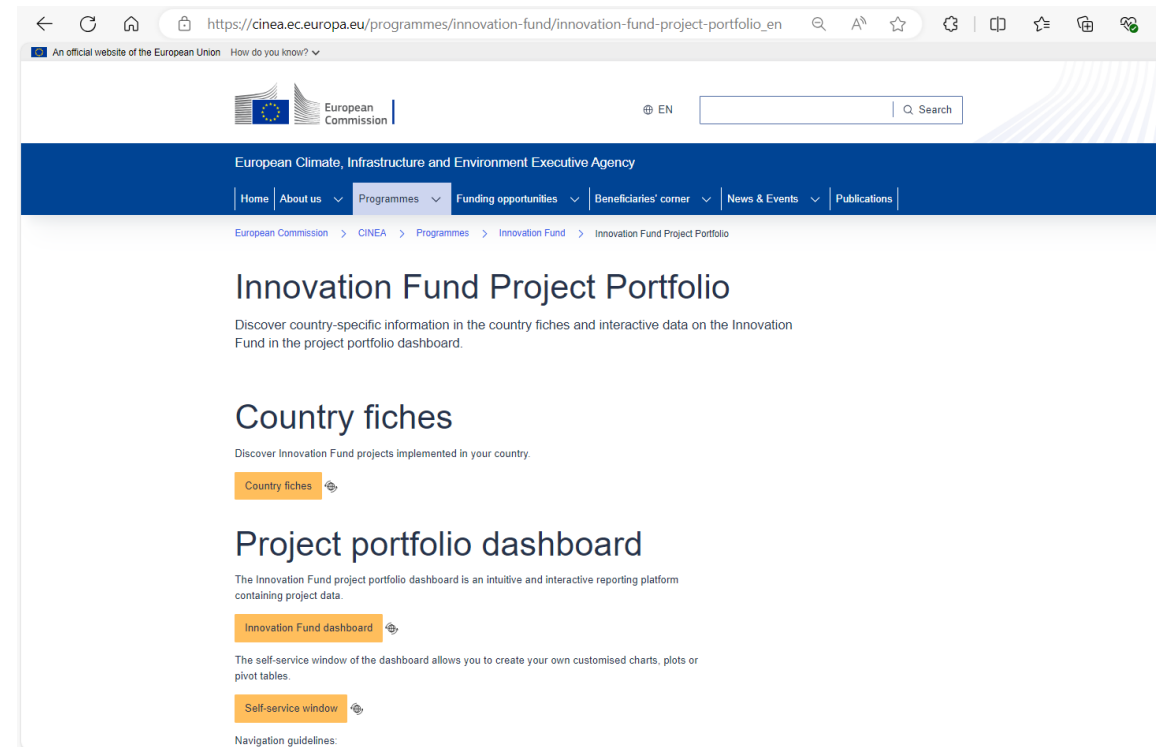 https://cinea.ec.europa.eu/programmes/innovation-fund/innovation-fund-project-portfolio_en
An official website of the European Union How do you know?
European
Commission
EN
Search
European Climate, Infrastructure and Environment Executive Agency
Home About us Programmes Funding opportunities Beneficiaries' corner News & Events Publications
European Commission > CINEA > Programmes > Innovation Fund > Innovation Fund Project Portfolio
Innovation Fund Project Portfolio
Discover country-specific information in the country fiches and interactive data on the Innovation
Fund in the project portfolio dashboard.
Country fiches
Discover Innovation Fund projects implemented in your country.
Country fiches
Project portfolio dashboard
The Innovation Fund project portfolio dashboard is an intuitive and interactive reporting platform
containing project data.
Innovation Fund dashboard
The self-service window of the dashboard allows you to create your own customised charts, plots or
pivot tables.
Self-service window
Navigation guidelines: